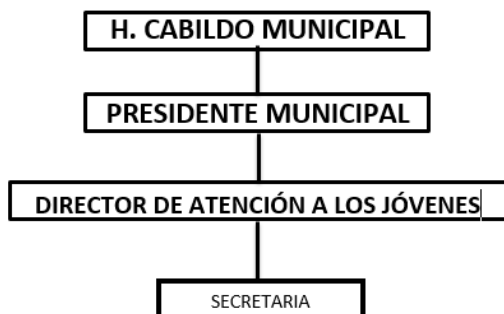 H. CABILDO MUNICIPAL
PRESIDENTE MUNICIPAL
DIRECTOR DE ATENCIÓN A LOS JÓVENES
SECRETARIA